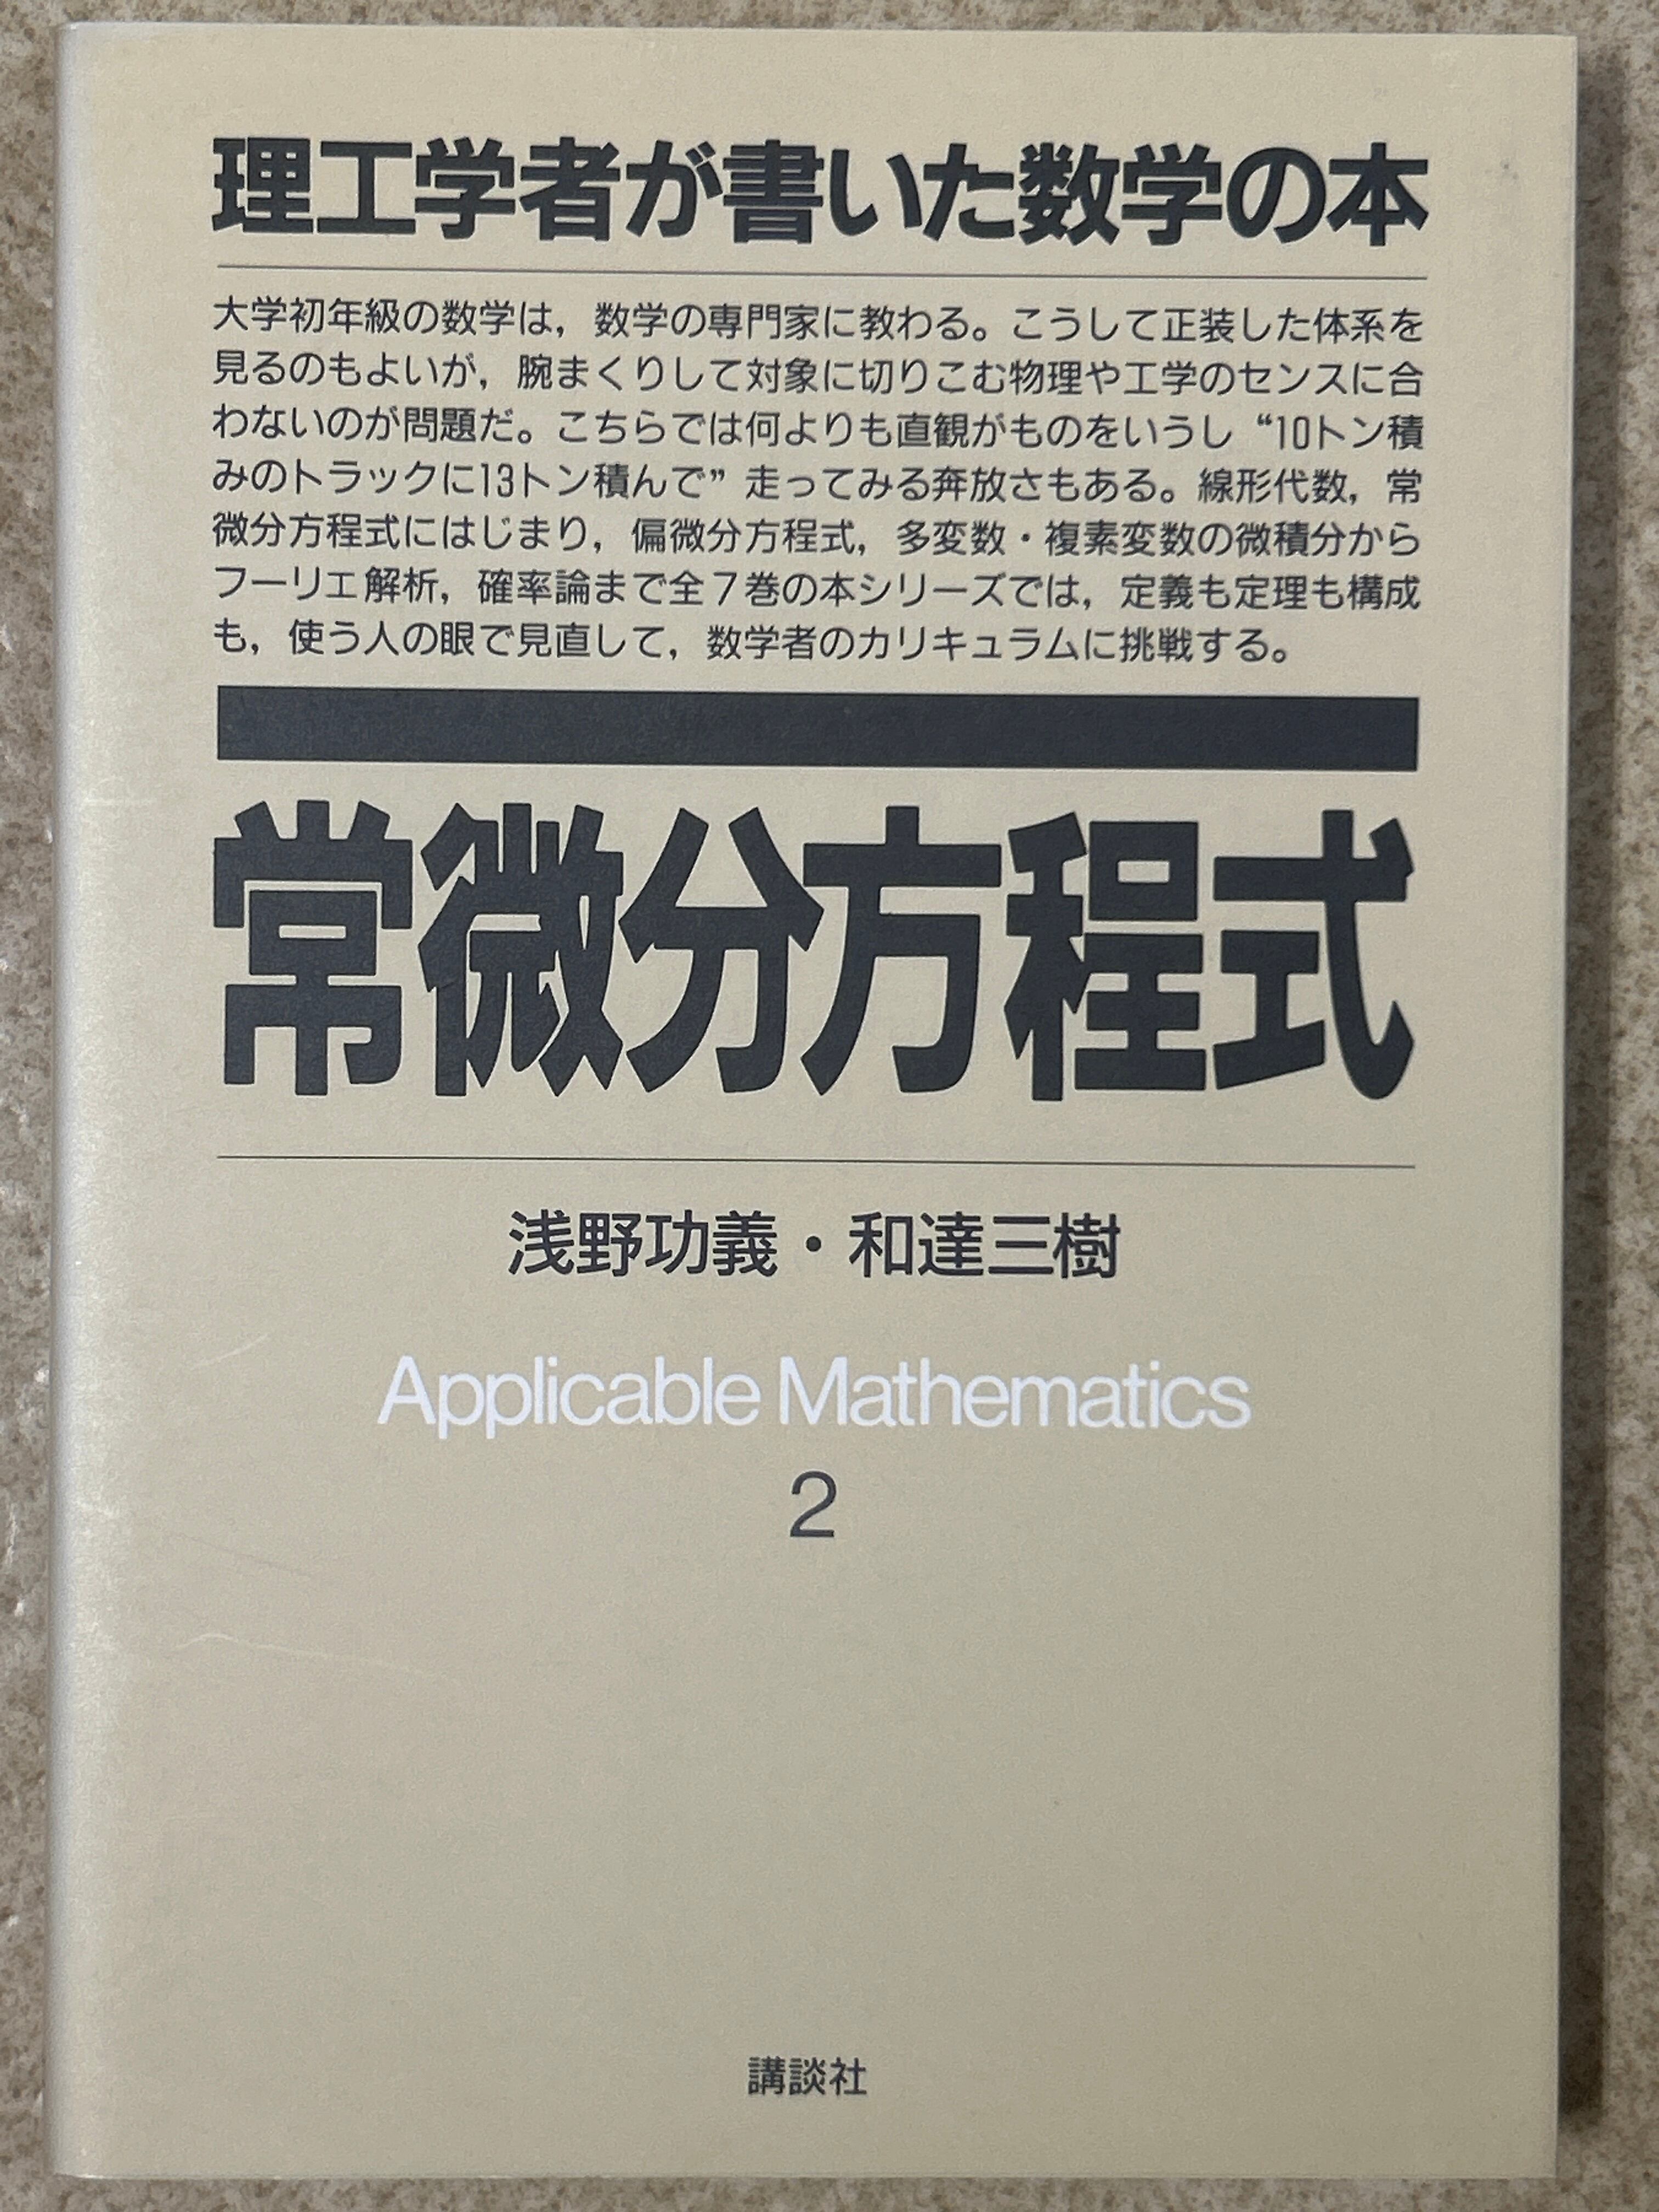 理工学者が書いた数学の本
大学初年級の数学は，数学の専門家に教わる。こうして正装した体系を
見るのもよいが，腕まくりして対象に切りこむ物理や工学のセンスに合
わないのが問題だ。こちらでは何よりも直観がものをいうし“10トン積
みのトラックに13トン積んで”走ってみる奔放さもある。線形代数，常
微分方程式にはじまり，偏微分方程式，多変数・複素変数の微積分から
フーリエ解析，確率論まで全7巻の本シリーズでは，定義も定理も構成
も，使う人の眼で見直して，数学者のカリキュラムに挑戦する。
常微分方程式
浅野功義・和達三樹
Applicable Mathematics
2
講談社